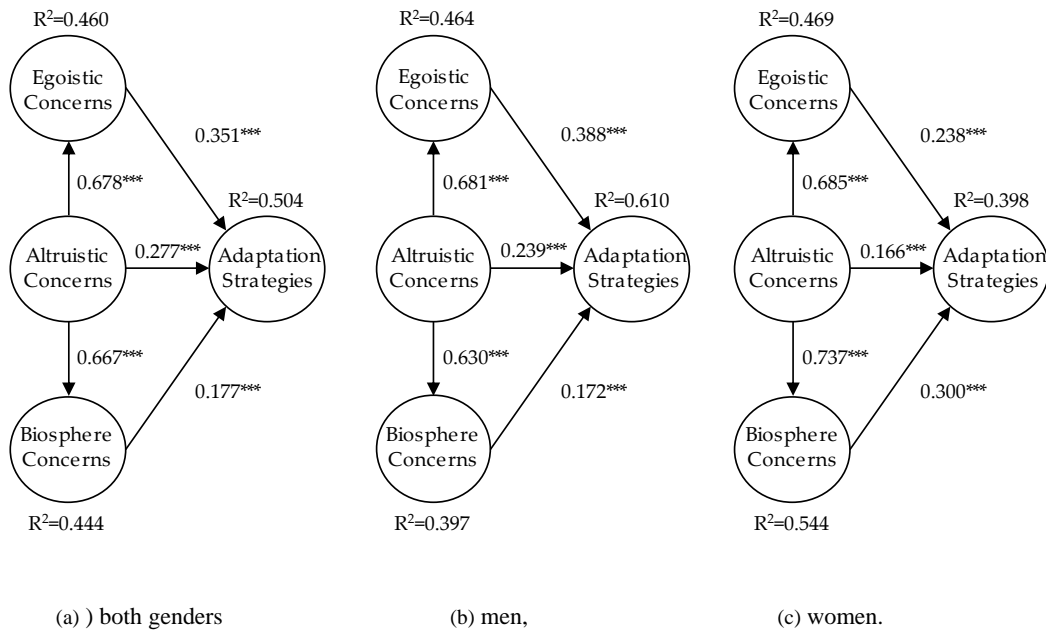 R²=0.460
Egoistic
Concerns
0.351***
0.678***
R²=0.504
Altruistic
Concerns
0.277***
Adaptation
Strategies
0.667***
0.177***
Biosphere
Concerns
R²=0.444
(a) ) both genders
R²=0.464
Egoistic
Concerns
0.388***
0.681***
R²=0.610
Altruistic
Concerns
0.239***
Adaptation
Strategies
0.630***
0.172***
Biosphere
Concerns
R²=0.397
(b) men,
R²=0.469
Egoistic
Concerns
0.238***
0.685***
R²=0.398
Altruistic
Concerns
0.166***
Adaptation
Strategies
0.737***
0.300***
Biosphere
Concerns
R²=0.544
(c) women.